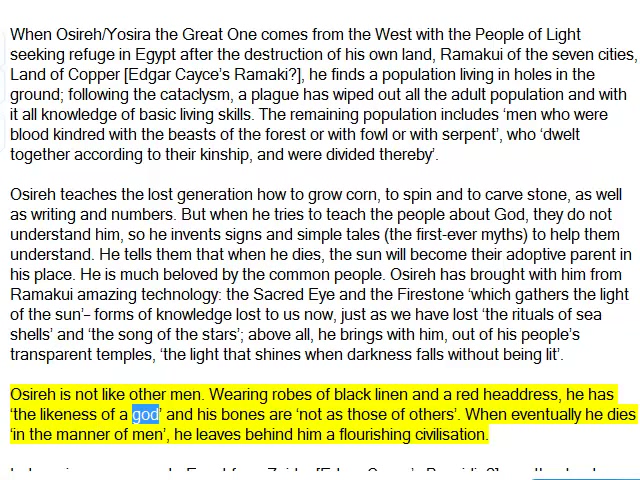 When Osireh/Yosira the Great One comes from the West with the People of Light
seeking refuge in Egypt after the destruction of his own land, Ramakui of the seven cities,
Land of Copper [Edgar Cayce’s Ramaki?], he finds a population living in holes in the
ground; following the cataclysm, a plague has wiped out all the adult population and with
it all knowledge of basic living skills. The remaining population includes ‘men who were
blood kindred with the beasts of the forest or with fowl or with serpent’, who ‘dwelt
together according to their kinship, and were divided thereby’.
Osireh teaches the lost generation how to grow corn, to spin and to carve stone, as well
as writing and numbers. But when he tries to teach the people about God, they do not
understand him, so he invents signs and simple tales (the first-ever myths) to help them
understand. He tells them that when he dies, the sun will become their adoptive parent in
his place. He is much beloved by the common people. Osireh has brought with him from
Ramakui amazing technology: the Sacred Eye and the Firestone ‘which gathers the light
of the sun’– forms of knowledge lost to us now, just as we have lost ‘the rituals of sea
shells’ and ‘the song of the stars’; above all, he brings with him, out of his people’s
transparent temples, ‘the light that shines when darkness falls without being lit’.
Osireh is not like other men. Wearing robes of black linen and a red headdress, he has
‘the likeness of a god’ and his bones are ‘not as those of others’. When eventually he dies
‘in the manner of men’, he leaves behind him a flourishing civilisation.